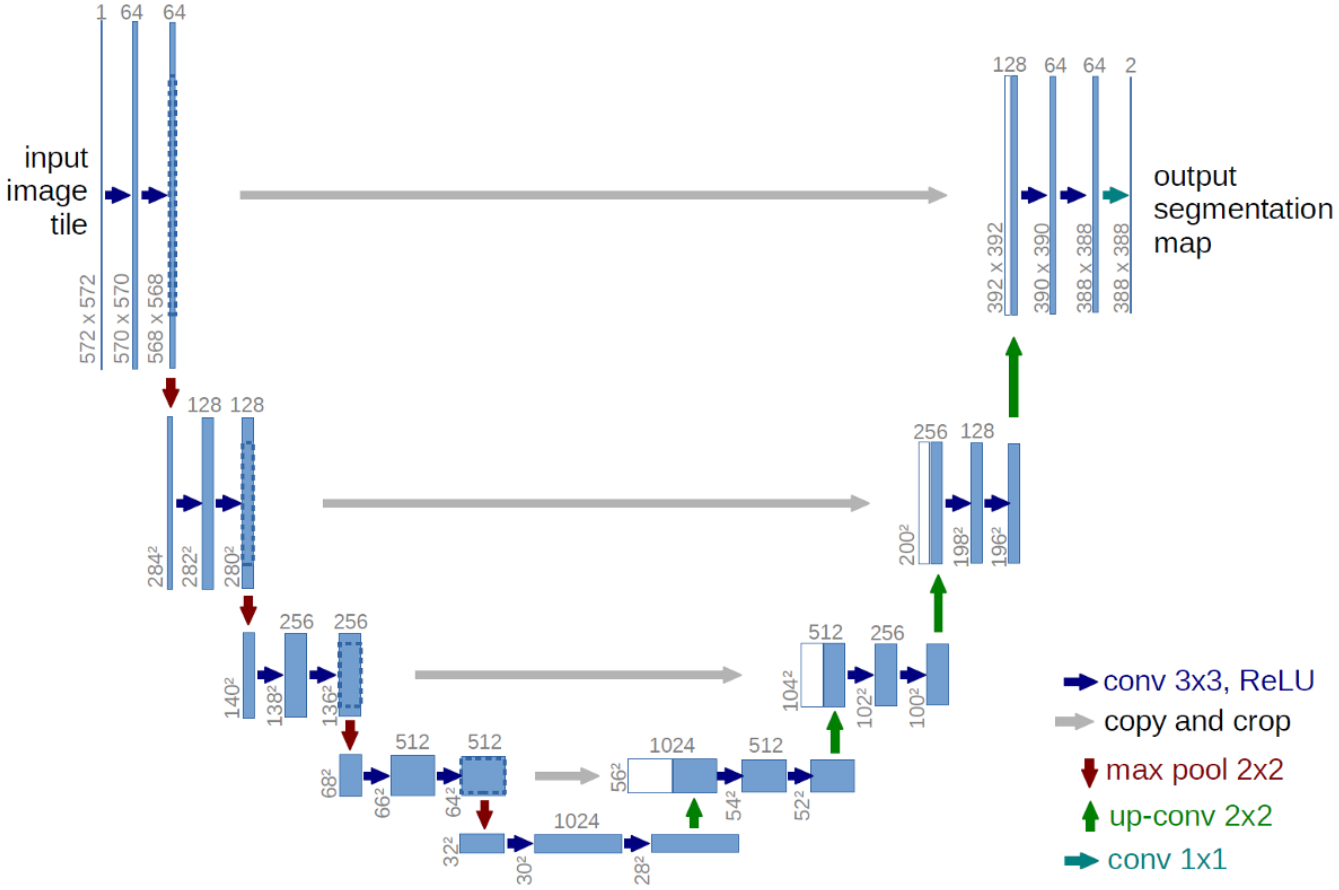 1 64 64
input
image
tile
572 x 572
570 x 570
568 x 568
128 64 64 2
392 x 392
390 x 390
388 x 388
388 x 388
output
segmentation
map
128 128
284²
282²
280²
256 128
200²
198²
196²
256 256
140²
138²
136²
512 256
104²
102²
100²
512 512
68²
66²
64²
1024 512
56²
54²
52²
1024
32²
30²
28²
conv 3x3, ReLU
copy and crop
max pool 2x2
up-conv 2x2
conv 1x1